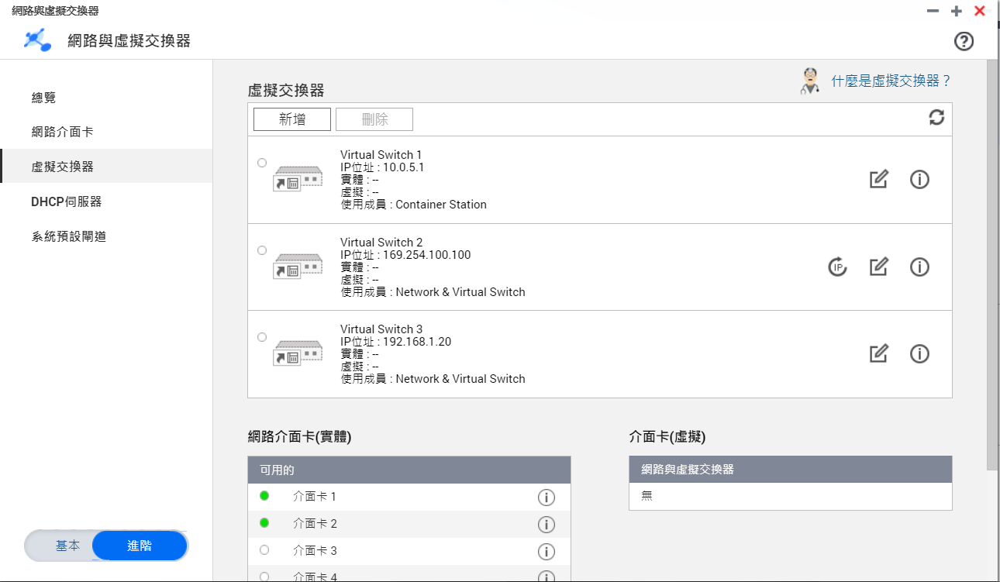 網路與虛擬交換器
網路與虛擬交換器
總覽
網路介面卡
虛擬交換器
DHCP伺服器
系統預設閘道
基本
進階
什麼是虛擬交換器？
虛擬交換器
新增
刪除
Virtual Switch 1
IP位址 : 10.0.5.1
實體 : --
虛擬 : --
使用成員 : Container Station
Virtual Switch 2
IP位址 : 169.254.100.100
實體 : --
虛擬 : --
使用成員 : Network & Virtual Switch
IP
Virtual Switch 3
IP位址 : 192.168.1.20
實體 : --
虛擬 : --
使用成員 : Network & Virtual Switch
網路介面卡(實體)
可用的
介面卡 1
介面卡 2
介面卡 3
介面卡 4
介面卡(虛擬)
網路與虛擬交換器
無